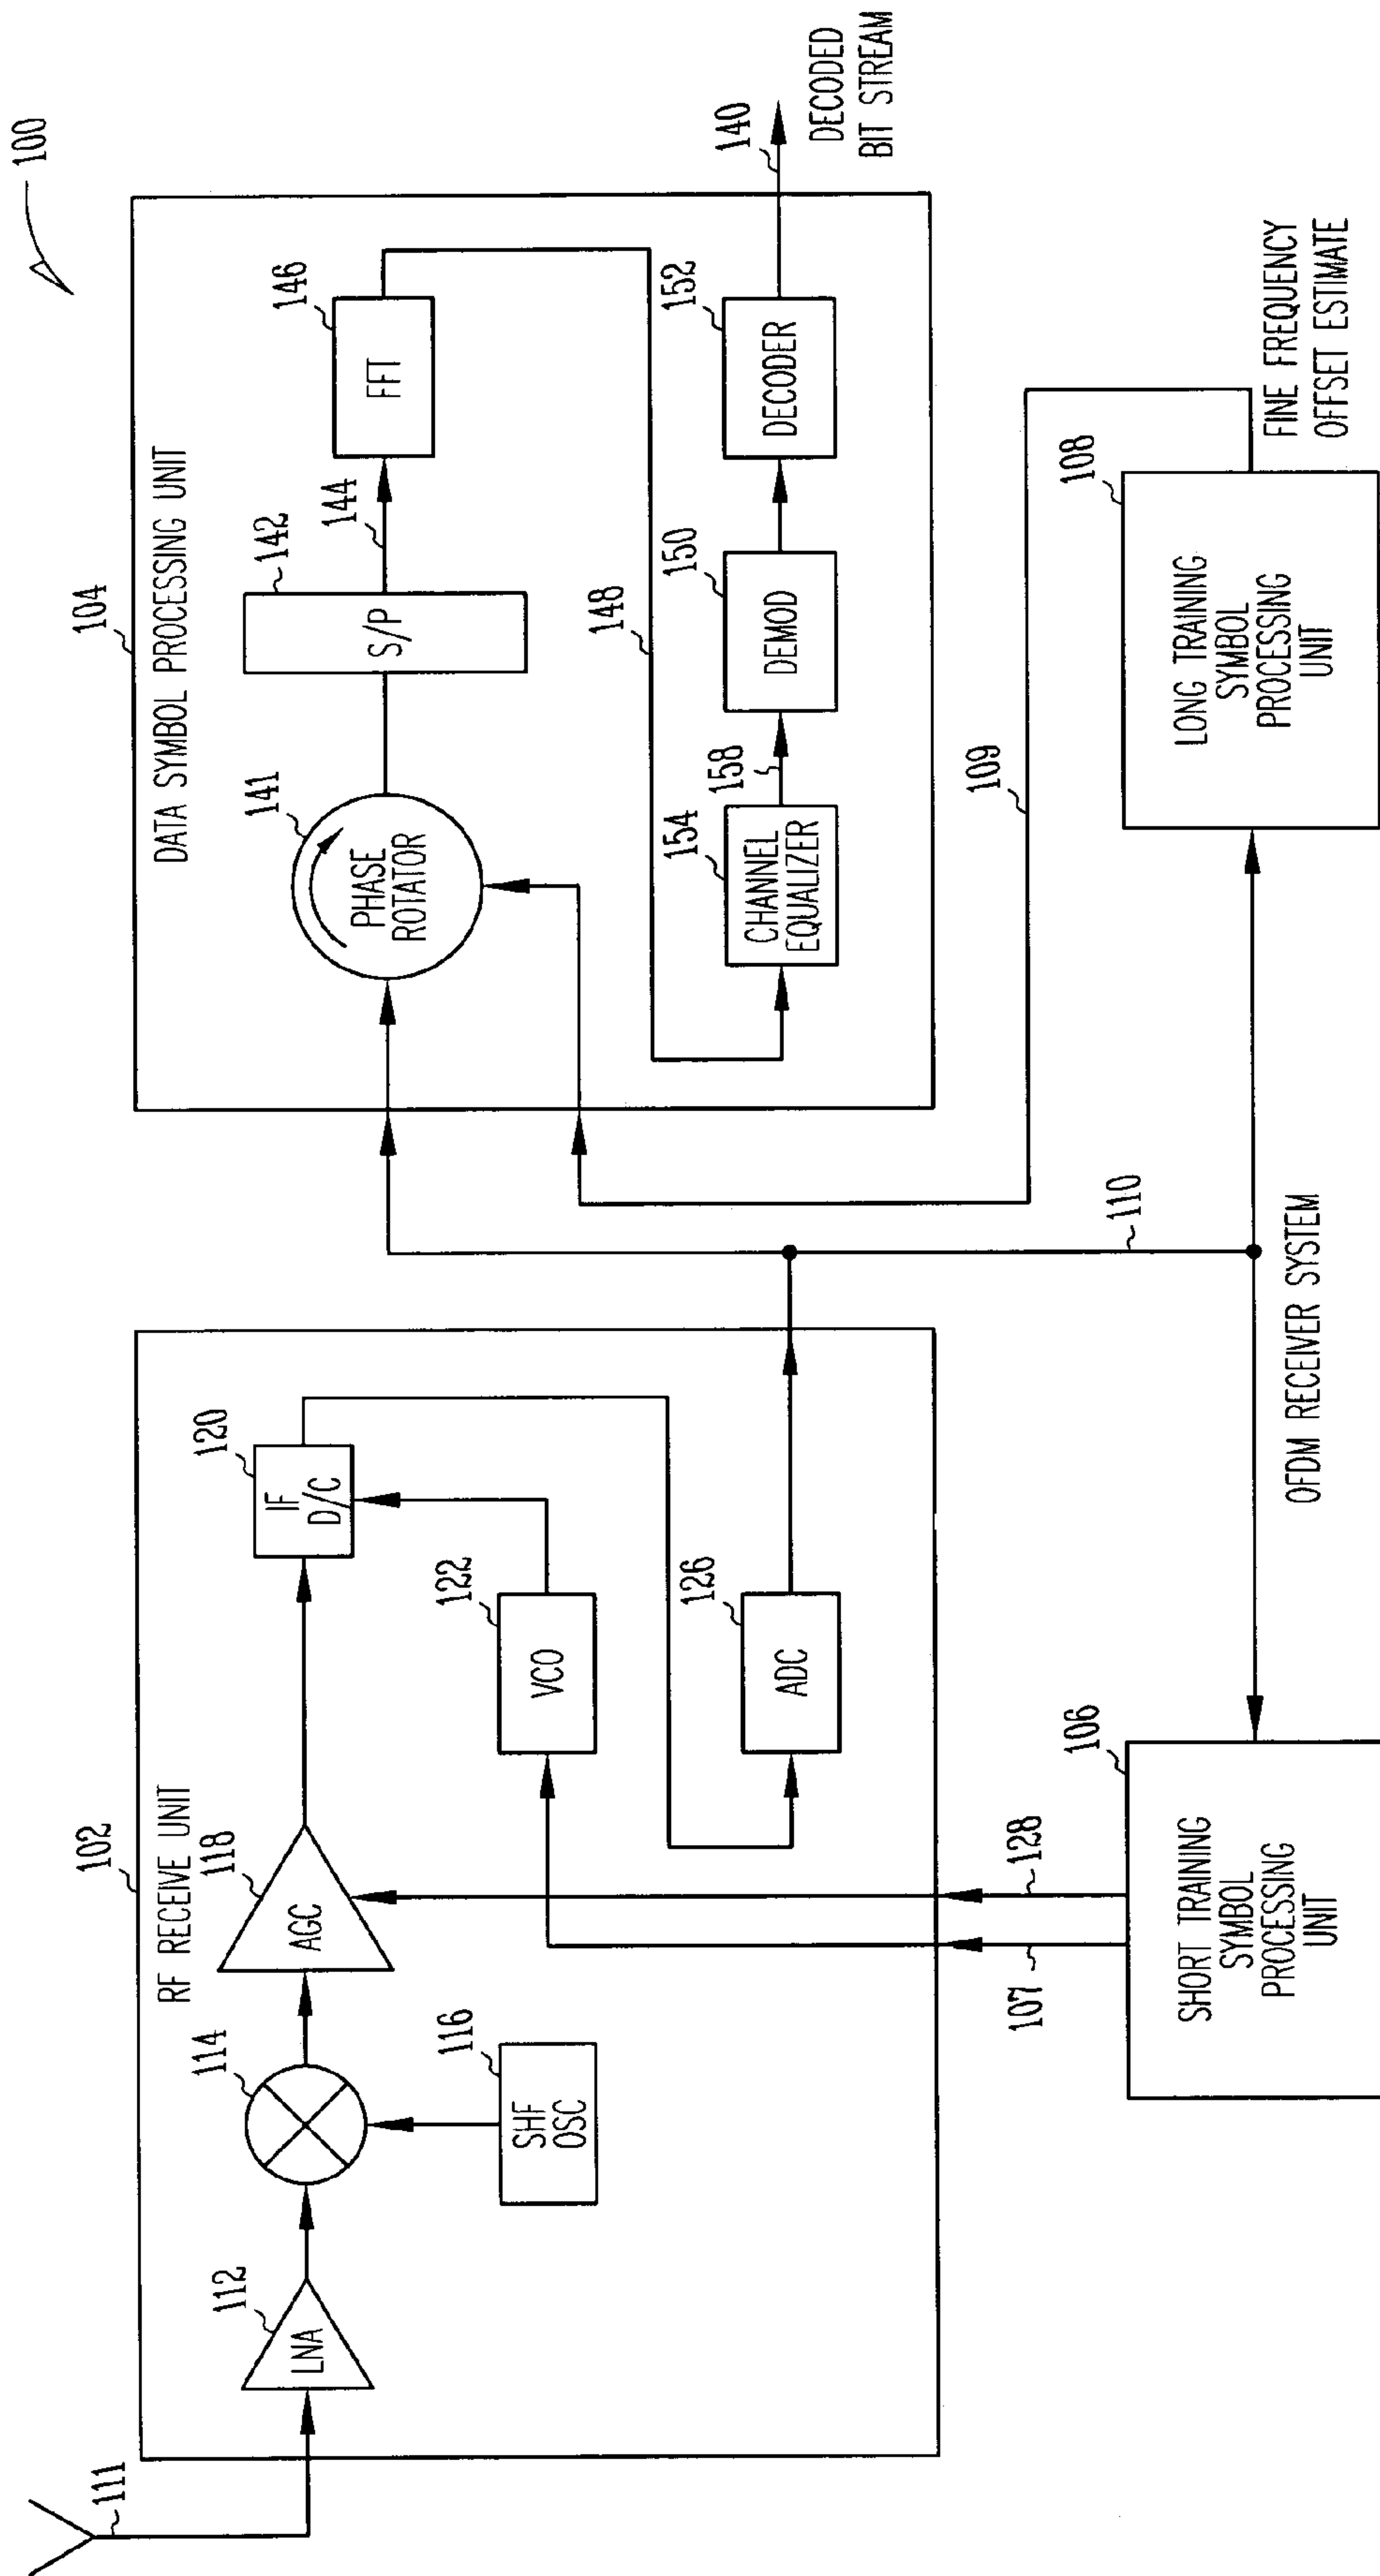 100
102
RF RECEIVE UNIT
111
112
LNA
114
116
SHF
OSC
118
AGC
120
IF
D/C
122
VCO
126
ADC
104
DATA SYMBOL PROCESSING UNIT
141
PHASE
ROTATOR
142
S/P
144
146
FFT
148
154
CHANNEL
EQUALIZER
158
150
DEMOD
152
DECODER
140
DECODED
BIT STREAM
107
128
106
SHORT TRAINING
SYMBOL
PROCESSING
UNIT
110
109
108
LONG TRAINING
SYMBOL
PROCESSING
UNIT
FINE FREQUENCY
OFFSET ESTIMATE
OFDM RECEIVER SYSTEM